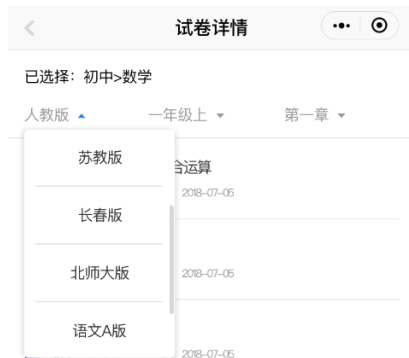 试卷详情
已选择：初中>数学
人教版 一年级上 第一章
苏教版
合运算
2018-07-05
长春版
北师大版
2018-07-05
语文A版
2018-07-05